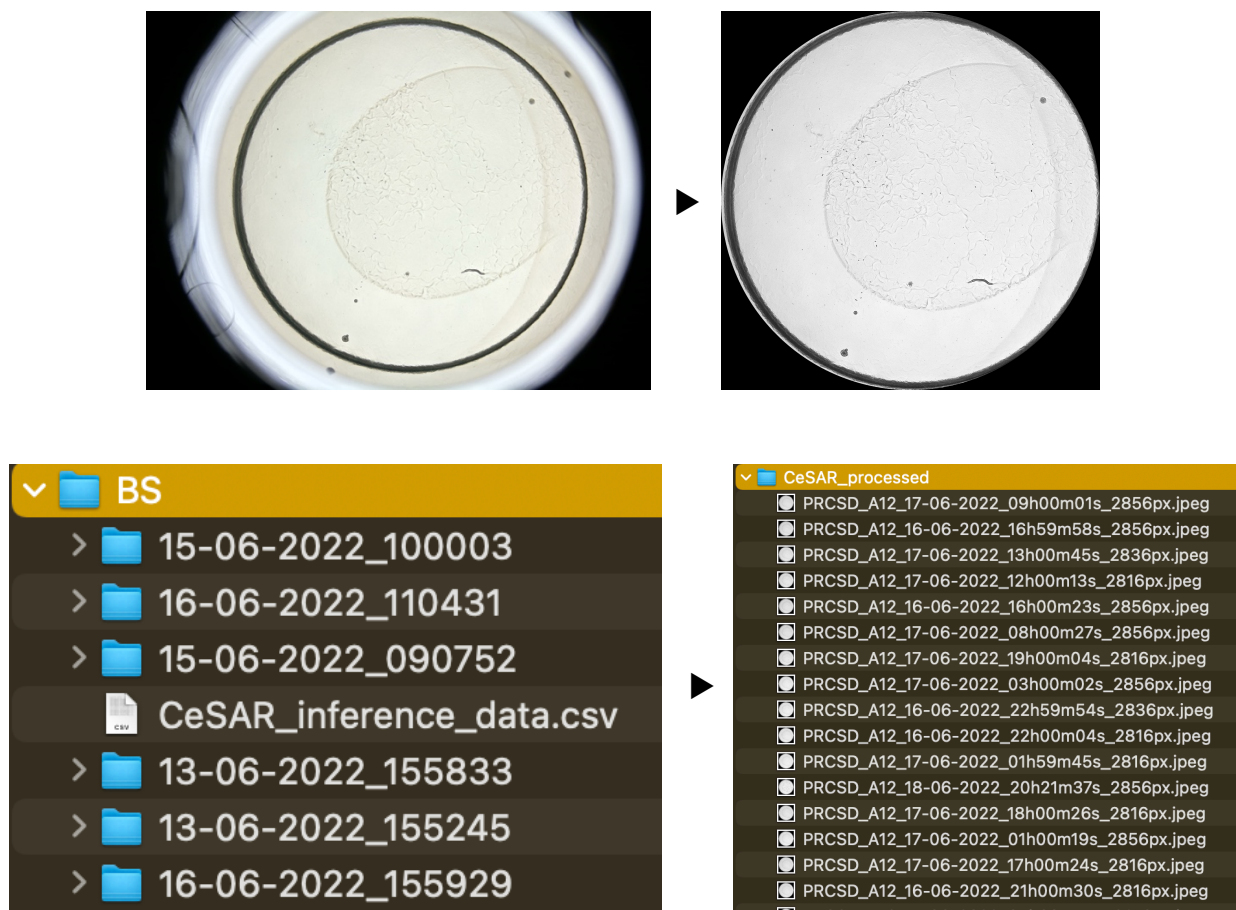 BS
15-06-2022_100003
16-06-2022_110431
15-06-2022_090752
CSV
CeSAR_inference_data.csv
13-06-2022_155833
13-06-2022_155245
16-06-2022_155929
CeSAR_processed
PRCSD_A12_17-06-2022_09h00m01s_2856px.jpeg
PRCSD_A12_16-06-2022_16h59m58s_2856px.jpeg
PRCSD_A12_17-06-2022_13h00m45s_2836px.jpeg
PRCSD_A12_17-06-2022_12h00m13s_2816px.jpeg
PRCSD_A12_16-06-2022_16h00m23s_2856px.jpeg
PRCSD_A12_17-06-2022_08h00m27s_2856px.jpeg
PRCSD_A12_17-06-2022_19h00m04s_2816px.jpeg
PRCSD_A12_17-06-2022_03h00m02s_2856px.jpeg
PRCSD_A12_16-06-2022_22h59m54s_2836px.jpeg
PRCSD_A12_16-06-2022_22h00m04s_2816px.jpeg
PRCSD_A12_17-06-2022_01h59m45s_2816px.jpeg
PRCSD_A12_18-06-2022_20h21m37s_2856px.jpeg
PRCSD_A12_17-06-2022_18h00m26s_2816px.jpeg
PRCSD_A12_17-06-2022_01h00m19s_2856px.jpeg
PRCSD_A12_17-06-2022_17h00m24s_2816px.jpeg
PRCSD_A12_16-06-2022_21h00m30s_2816px.jpeg